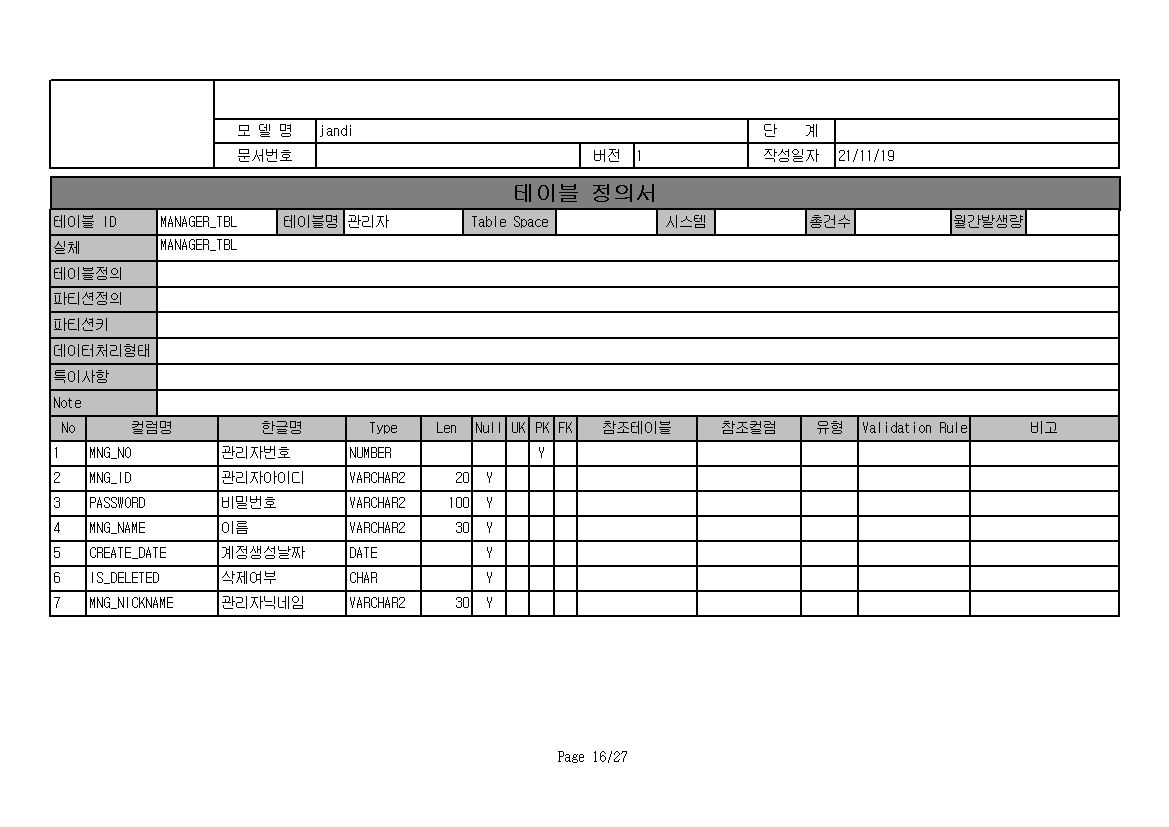 모 델 명 jandi 단 계
문서번호 버전 1 작성일자 21/11/19
테이블 정의서
테이블 ID MANAGER_TBL 테이블명 관리자 Table Space 시스템 총건수 월간발생량
실체 MANAGER_TBL
테이블정의
파티션정의
파티션키
데이터처리형태
특이사항
Note
No 컬럼명 한글명 Type Len Null UK PK FK 참조테이블 참조컬럼 유형 Validation Rule 비고
1 MNG_NO 관리자번호 NUMBER Y
2 MNG_ID 관리자아이디 VARCHAR2 20 Y
3 PASSWORD 비밀번호 VARCHAR2 100 Y
4 MNG_NAME 이름 VARCHAR2 30 Y
5 CREATE_DATE 계정생성날짜 DATE Y
6 IS_DELETED 삭제여부 CHAR Y
7 MNG_NICKNAME 관리자닉네임 VARCHAR2 30 Y
Page 16/27